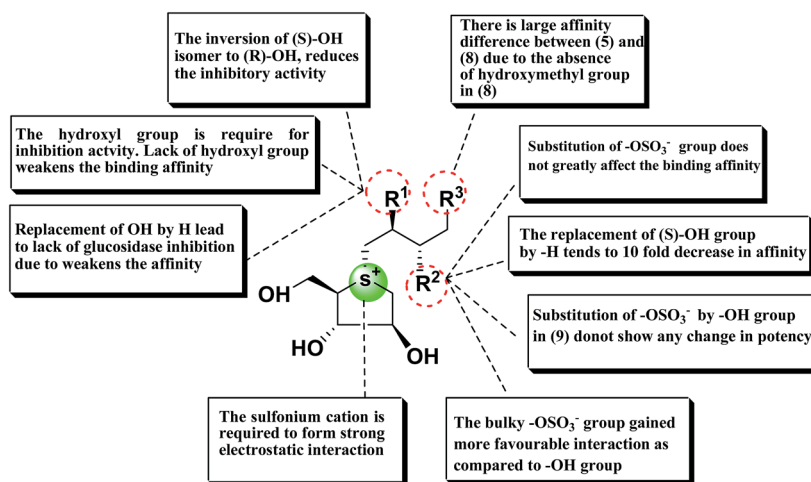 The inversion of (S)-OH
isomer to (R)-OH, reduces
the inhibitory activity
There is large affinity
difference between (5) and
(8) due to the absence
of hydroxymethyl group
in (8)
The hydroxyl group is require for
inhibition actvity. Lack of hydroxyl group
weakens the binding affinity
Substitution of -OSO₃⁻ group does
not greatly affect the binding affinity
R¹
R³
Replacement of OH by H lead
to lack of glucosidase inhibition
due to weakens the affinity
The replacement of (S)-OH group
by -H tends to 10 fold decrease in affinity
S⁺
R²
OH
HO
OH
Substitution of -OSO₃⁻ by -OH group
in (9) donot show any change in potency
The sulfonium cation is
required to form strong
electrostatic interaction
The bulky -OSO₃⁻ group gained
more favourable interaction as
compared to -OH group